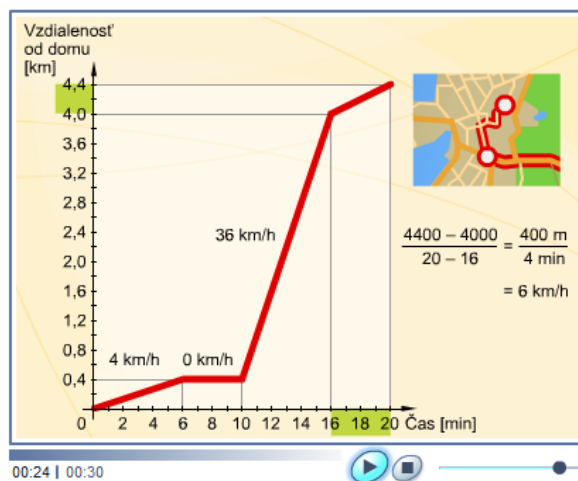 Vzdialenosť
od domu
[km]
4,4
4,0
3,6
3,2
2,8
2,4
2,0
1,6
1,2
0,8
0,4
36 km/h
4 km/h 0 km/h
0 2 4 6 8 10 12 14 16 18 20 Čas [min]
4400 – 4000
20 – 16
=
400 m
4 min
= 6 km/h
00:24 | 00:30